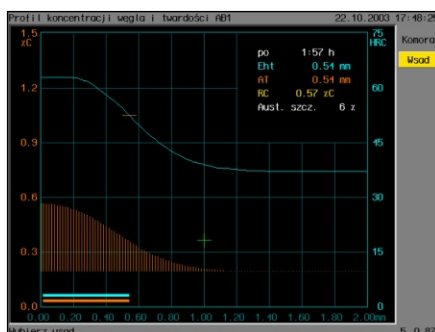 Profil koncentracji węgla i twardości AB1 22.10.2003 17:48:25
1.5 75 Komora
zC HRC
Wsad
po 1:57 h
Eht 0.54 mm
1.2 AT 0.54 mm 60
RC 0.57 zC
Aust. szcz. 6 z
0.9 45
0.6 30
0.3 15
0.0 0
0.00 0.20 0.40 0.60 0.80 1.00 1.20 1.40 1.60 1.80 2.00mm
Wybierz wsad